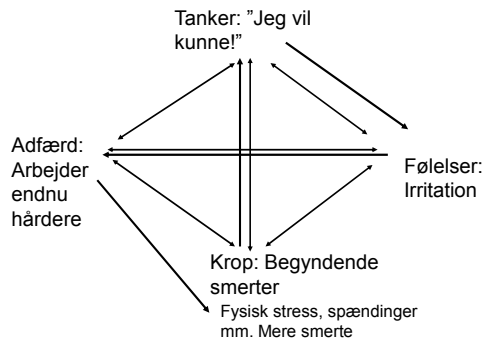 Tanker: ”Jeg vil
kunne!”
Adfærd:
Arbejder
endnu
hårdere
Følelser:
Irritation
Krop: Begyndende
smerter
Fysisk stress, spændinger
mm. Mere smerte